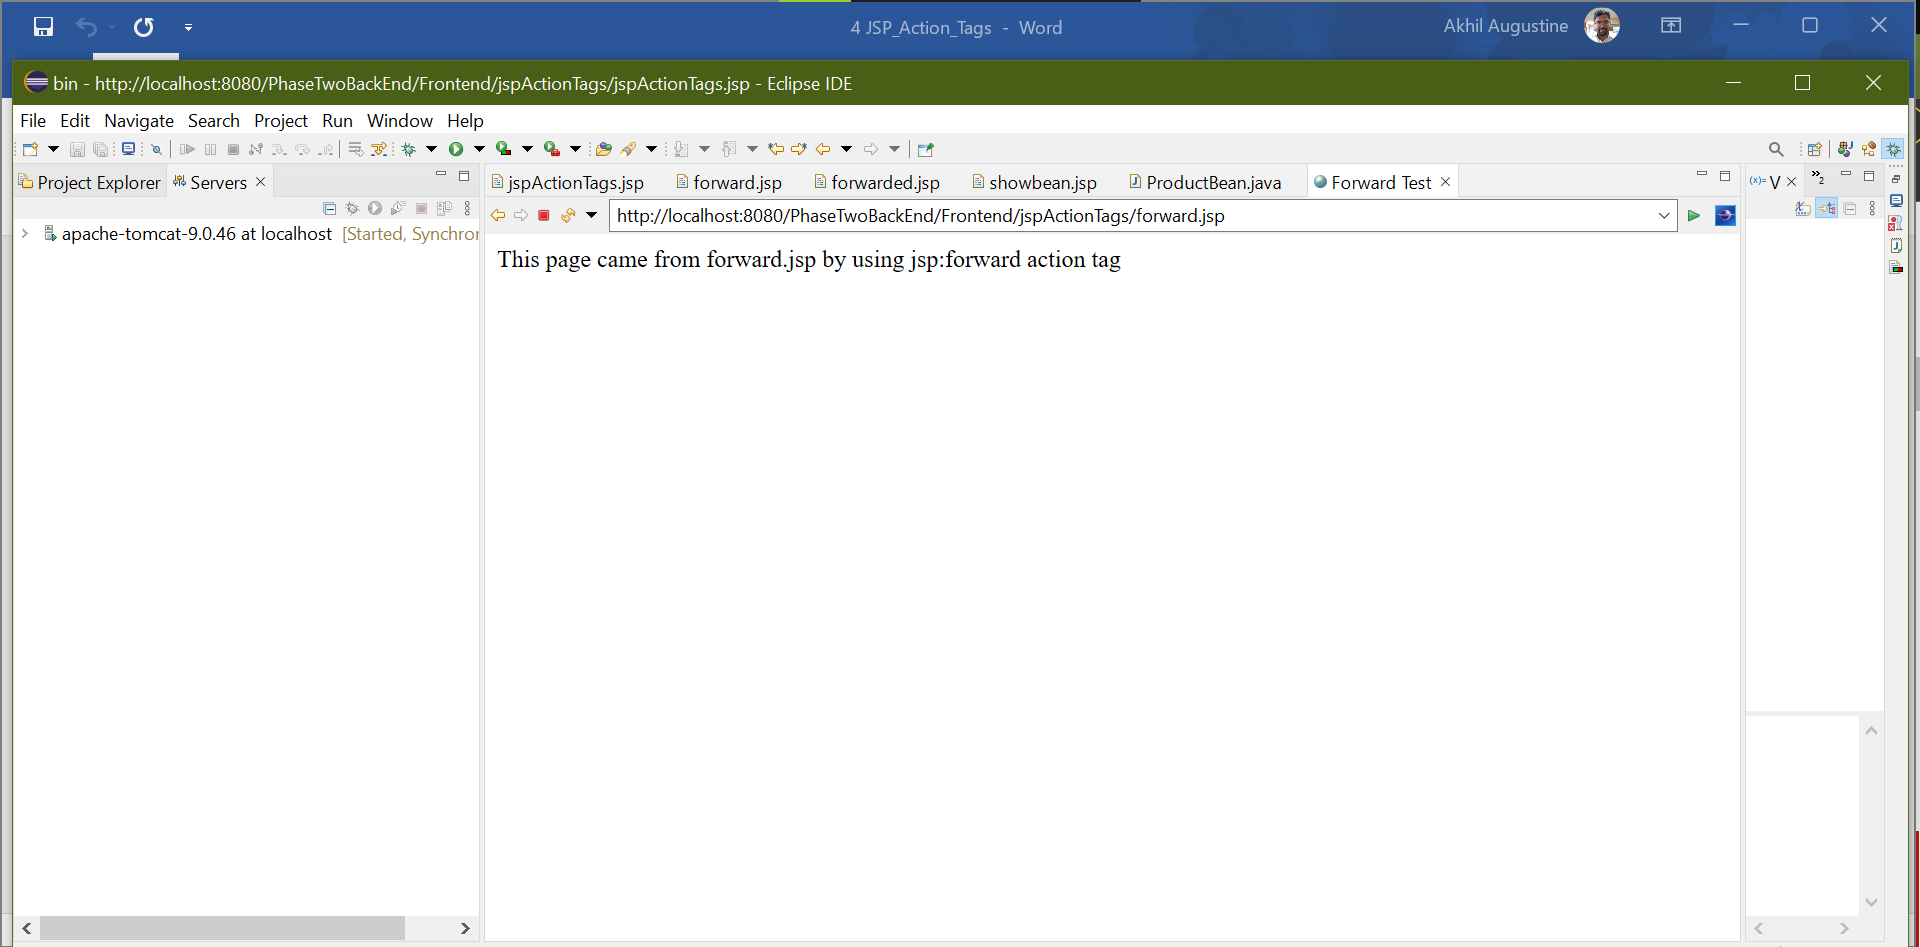 4 JSP_Action_Tags - Word
Akhil Augustine
bin - http://localhost:8080/PhaseTwoBackEnd/Frontend/jspActionTags/jspActionTags.jsp - Eclipse IDE
File Edit Navigate Search Project Run Window Help
Project Explorer Servers
jspActionTags.jsp forward.jsp forwarded.jsp showbean.jsp ProductBean.java Forward Test
(x)= V
»2
http://localhost:8080/PhaseTwoBackEnd/Frontend/jspActionTags/forward.jsp
apache-tomcat-9.0.46 at localhost [Started, Synchror
This page came from forward.jsp by using jsp:forward action tag